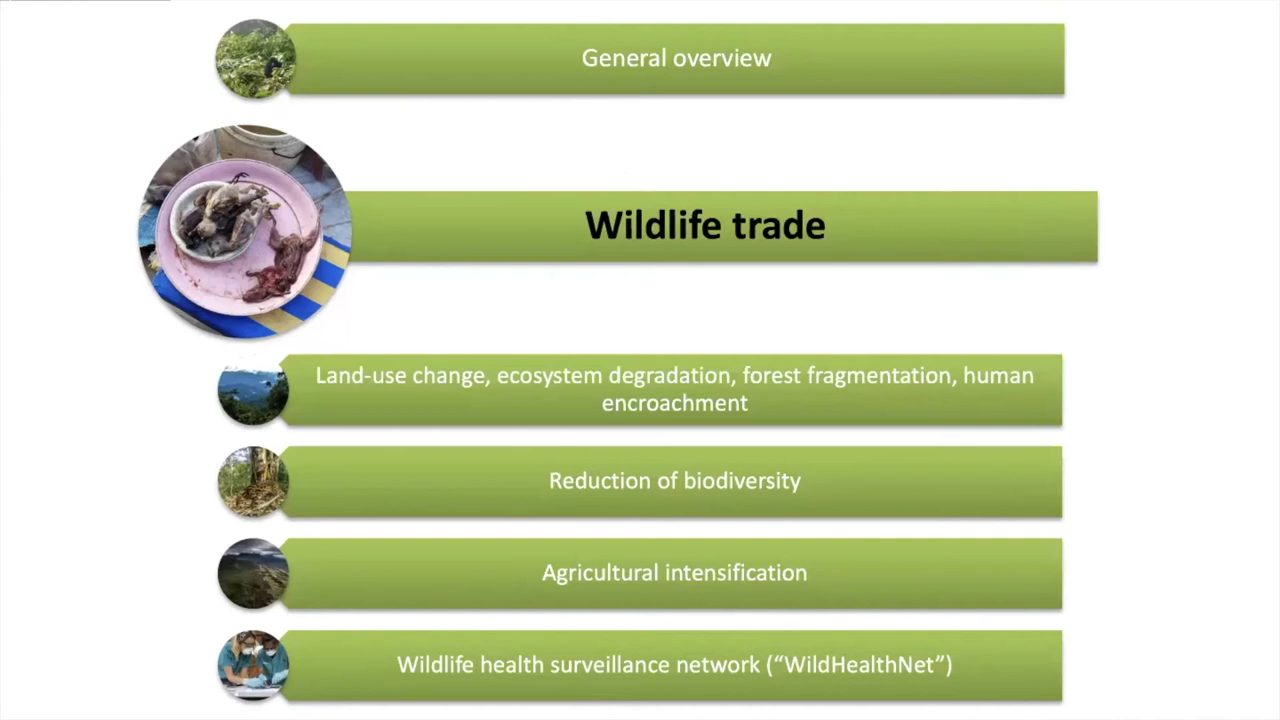 General overview
Wildlife trade
Land-use change, ecosystem degradation, forest fragmentation, human
encroachment
Reduction of biodiversity
Agricultural intensification
Wildlife health surveillance network (“WildHealthNet”)